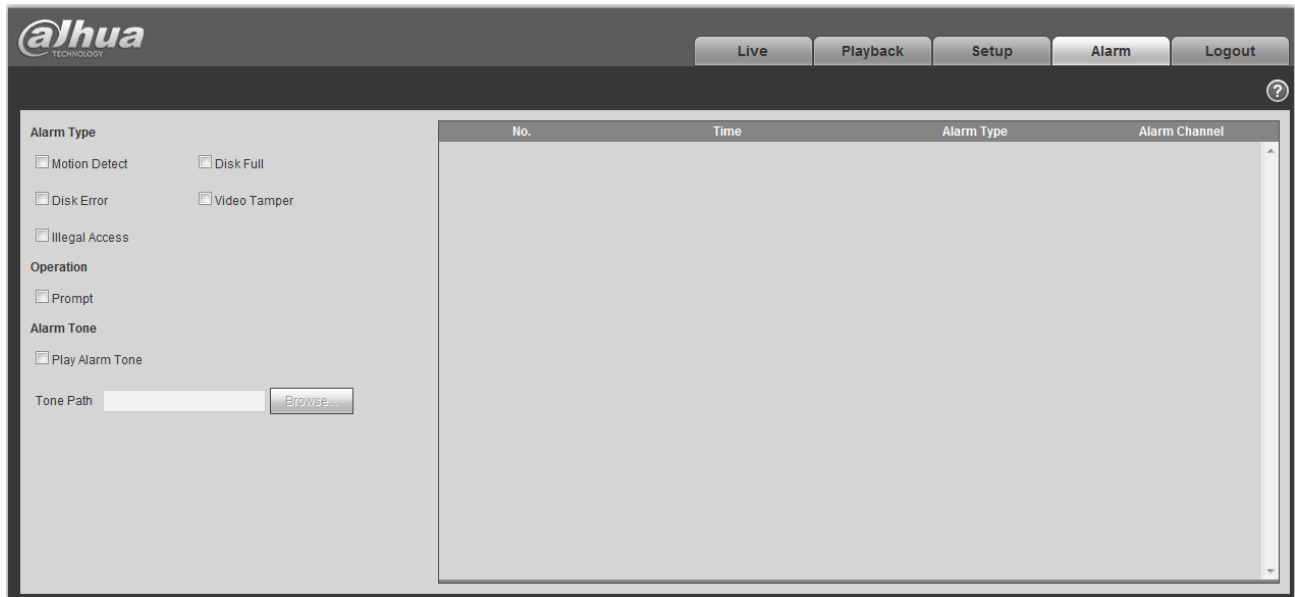 alhua
TECHNOLOGY
Live Playback Setup Alarm Logout
?
Alarm Type
Motion Detect Disk Full
Disk Error Video Tamper
Illegal Access
Operation
Prompt
Alarm Tone
Play Alarm Tone
Tone Path Browse...
No. Time Alarm Type Alarm Channel